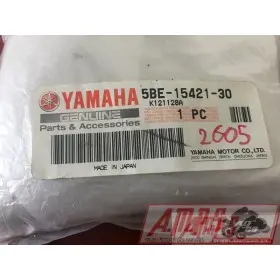 YAMAHA
GENUINE
Parts & Accessories
5BE-15421-30
K121128A
1 PC
2605
YAMAHA MOTOR CO., LTD.
MADE IN JAPAN